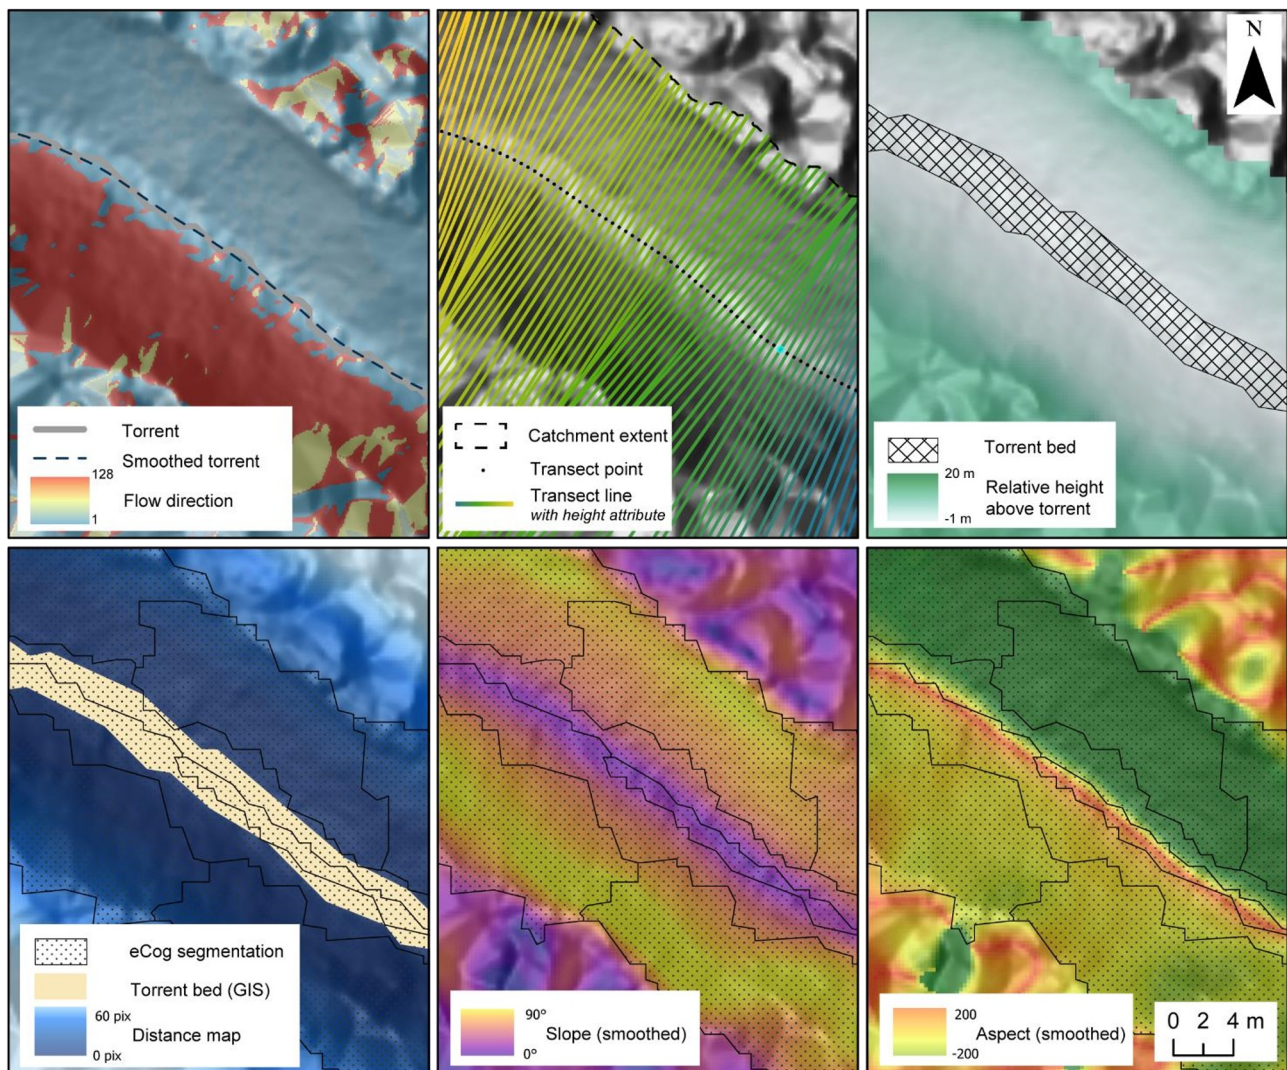 N
Torrent
Smoothed torrent
128
Flow direction
1
Catchment extent
Transect point
Transect line
with height attribute
Torrent bed
20 m
Relative height
above torrent
-1 m
eCog segmentation
Torrent bed (GIS)
60 pix
Distance map
0 pix
90°
Slope (smoothed)
0°
200
Aspect (smoothed)
-200
0 2 4 m